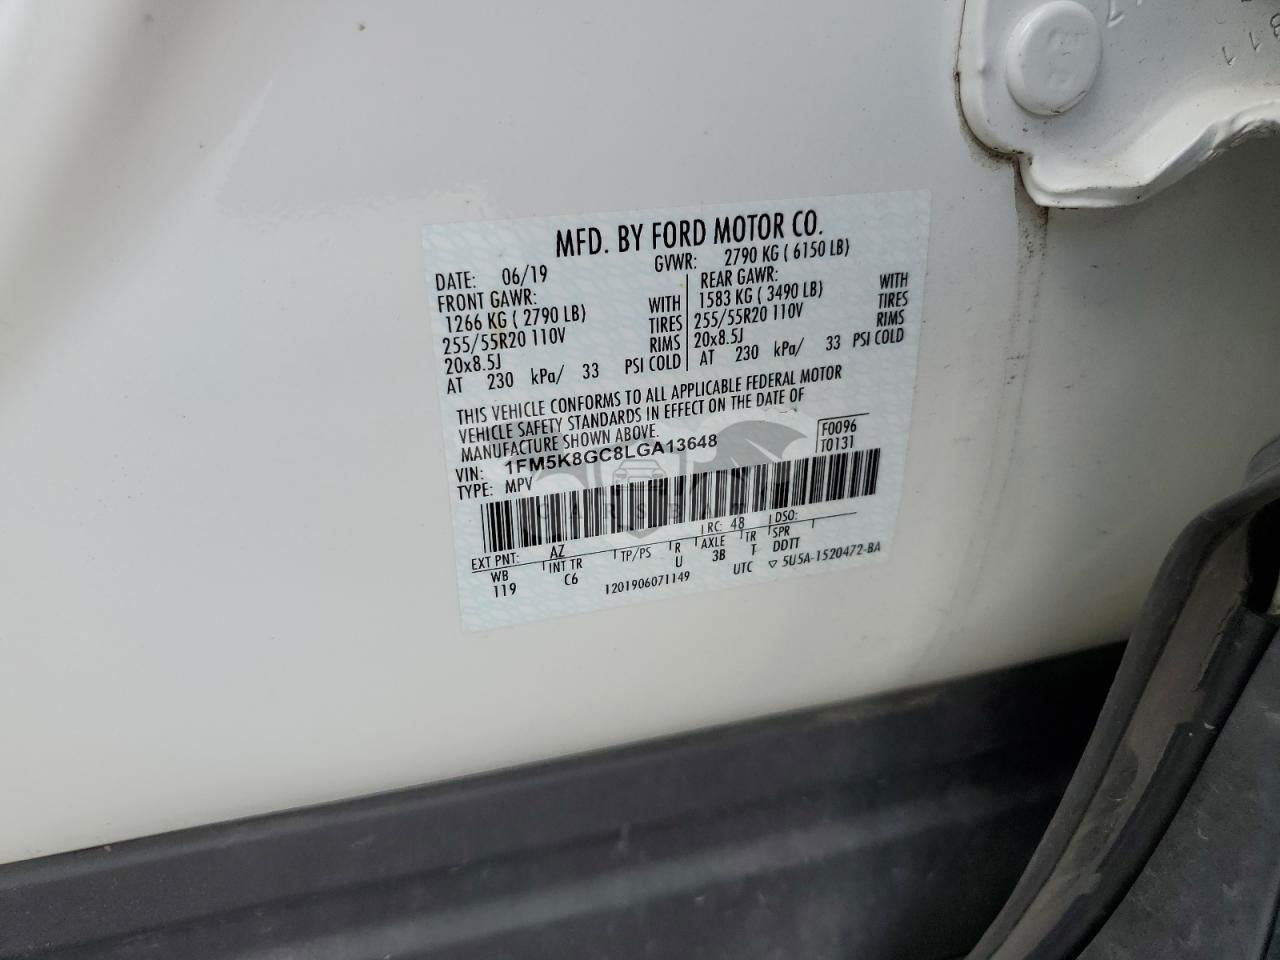 MFD. BY FORD MOTOR CO.
DATE: 06/19 GVWR: 2790 KG ( 6150 LB)
FRONT GAWR: REAR GAWR:
1266 KG ( 2790 LB) WITH 1583 KG ( 3490 LB) WITH
255/55R20 110V TIRES 255/55R20 110V TIRES
20x8.5J RIMS 20x8.5J RIMS
AT 230 kPa/ 33 PSI COLD AT 230 kPa/ 33 PSI COLD
THIS VEHICLE CONFORMS TO ALL APPLICABLE FEDERAL MOTOR
VEHICLE SAFETY STANDARDS IN EFFECT ON THE DATE OF
MANUFACTURE SHOWN ABOVE.
VIN: 1FM5K8GC8LGA13648 F0096
TYPE: MPV T0131
EXT PNT: AZ RC: 48 DSO:
WB INT TR TP/PS R AXLE TR SPR
119 C6 U 3B T DDTT
1201906071149 UTC ▽ 5U5A-1520472-BA